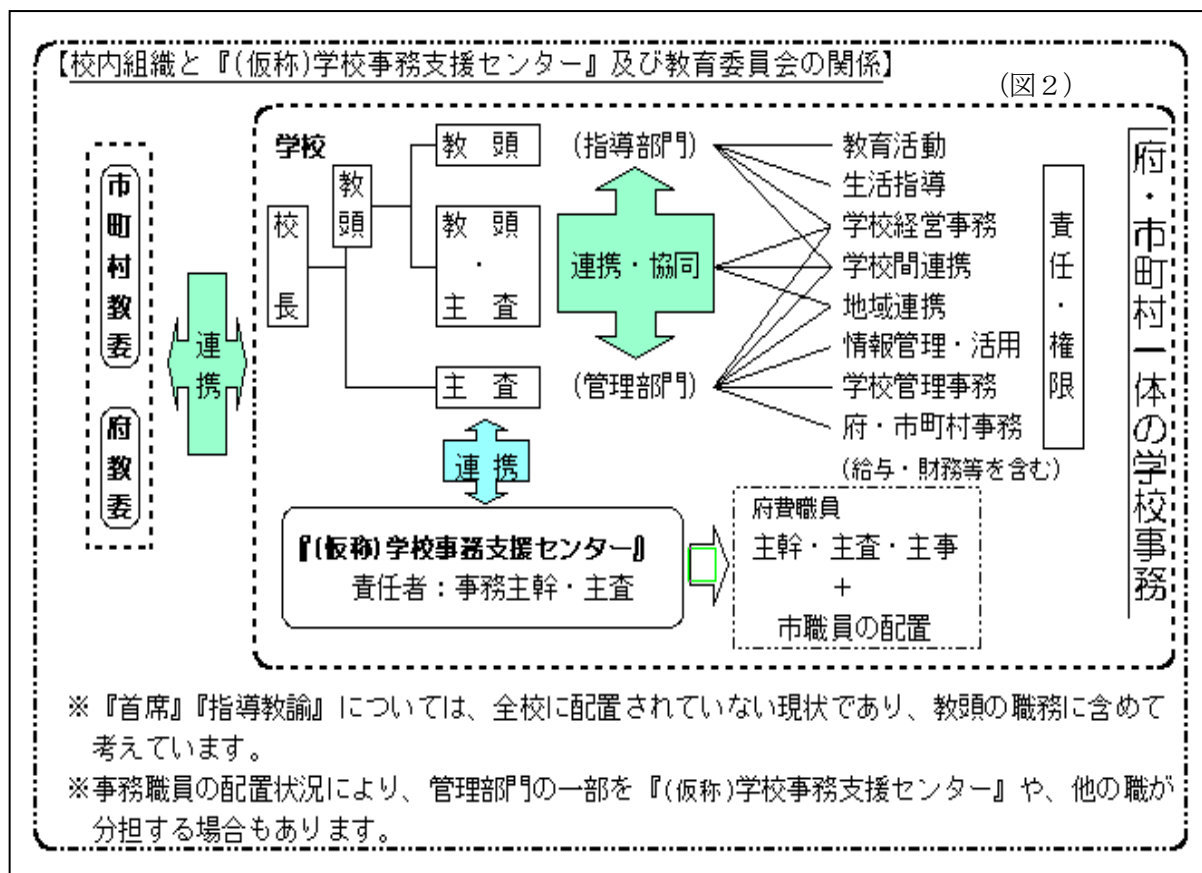 【校内組織と『(仮称)学校事務支援センター』及び教育委員会の関係】
(図２)
市町村教委
府教委
連携
学校
校長
教頭
教頭
教頭・主査
主査
(指導部門)
連携・協同
(管理部門)
教育活動
生活指導
学校経営事務
学校間連携
地域連携
情報管理・活用
学校管理事務
府・市町村事務
(給与・財務等を含む)
責任・権限
府・市町村一体の学校事務
連携
『(仮称)学校事務支援センター』
責任者：事務主幹・主査
府費職員
主幹・主査・主事
+
市職員の配置
※『首席』『指導教諭』については、全校に配置されていない現状であり、教頭の職務に含めて
考えています。
※事務職員の配置状況により、管理部門の一部を『(仮称)学校事務支援センター』や、他の職が
分担する場合もあります。